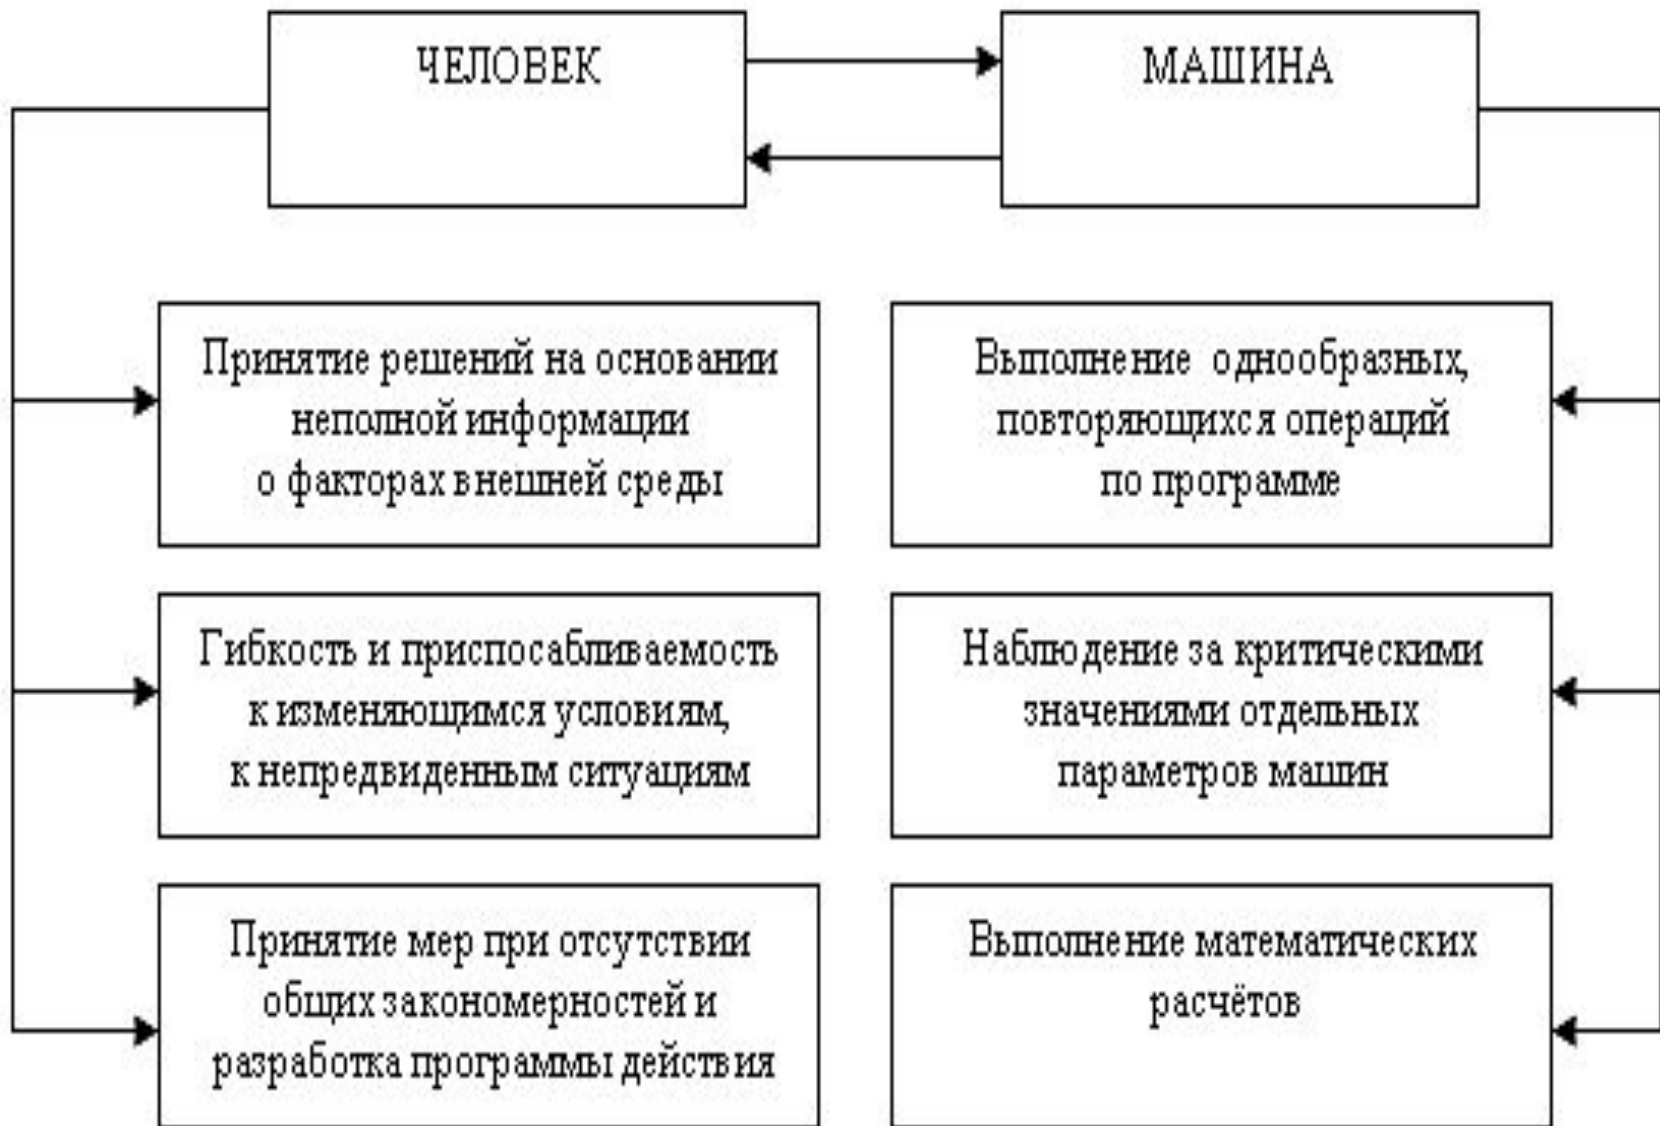 ЧЕЛОВЕК
МАШИНА
Принятие решений на основании
неполной информации
о факторах внешней среды
Выполнение однообразных,
повторяющихся операций
по программе
Гибкость и приспосабливаемость
к изменяющимся условиям,
к непредвиденным ситуациям
Наблюдение за критическими
значениями отдельных
параметров машин
Принятие мер при отсутствии
общих закономерностей и
разработка программы действия
Выполнение математических
расчётов